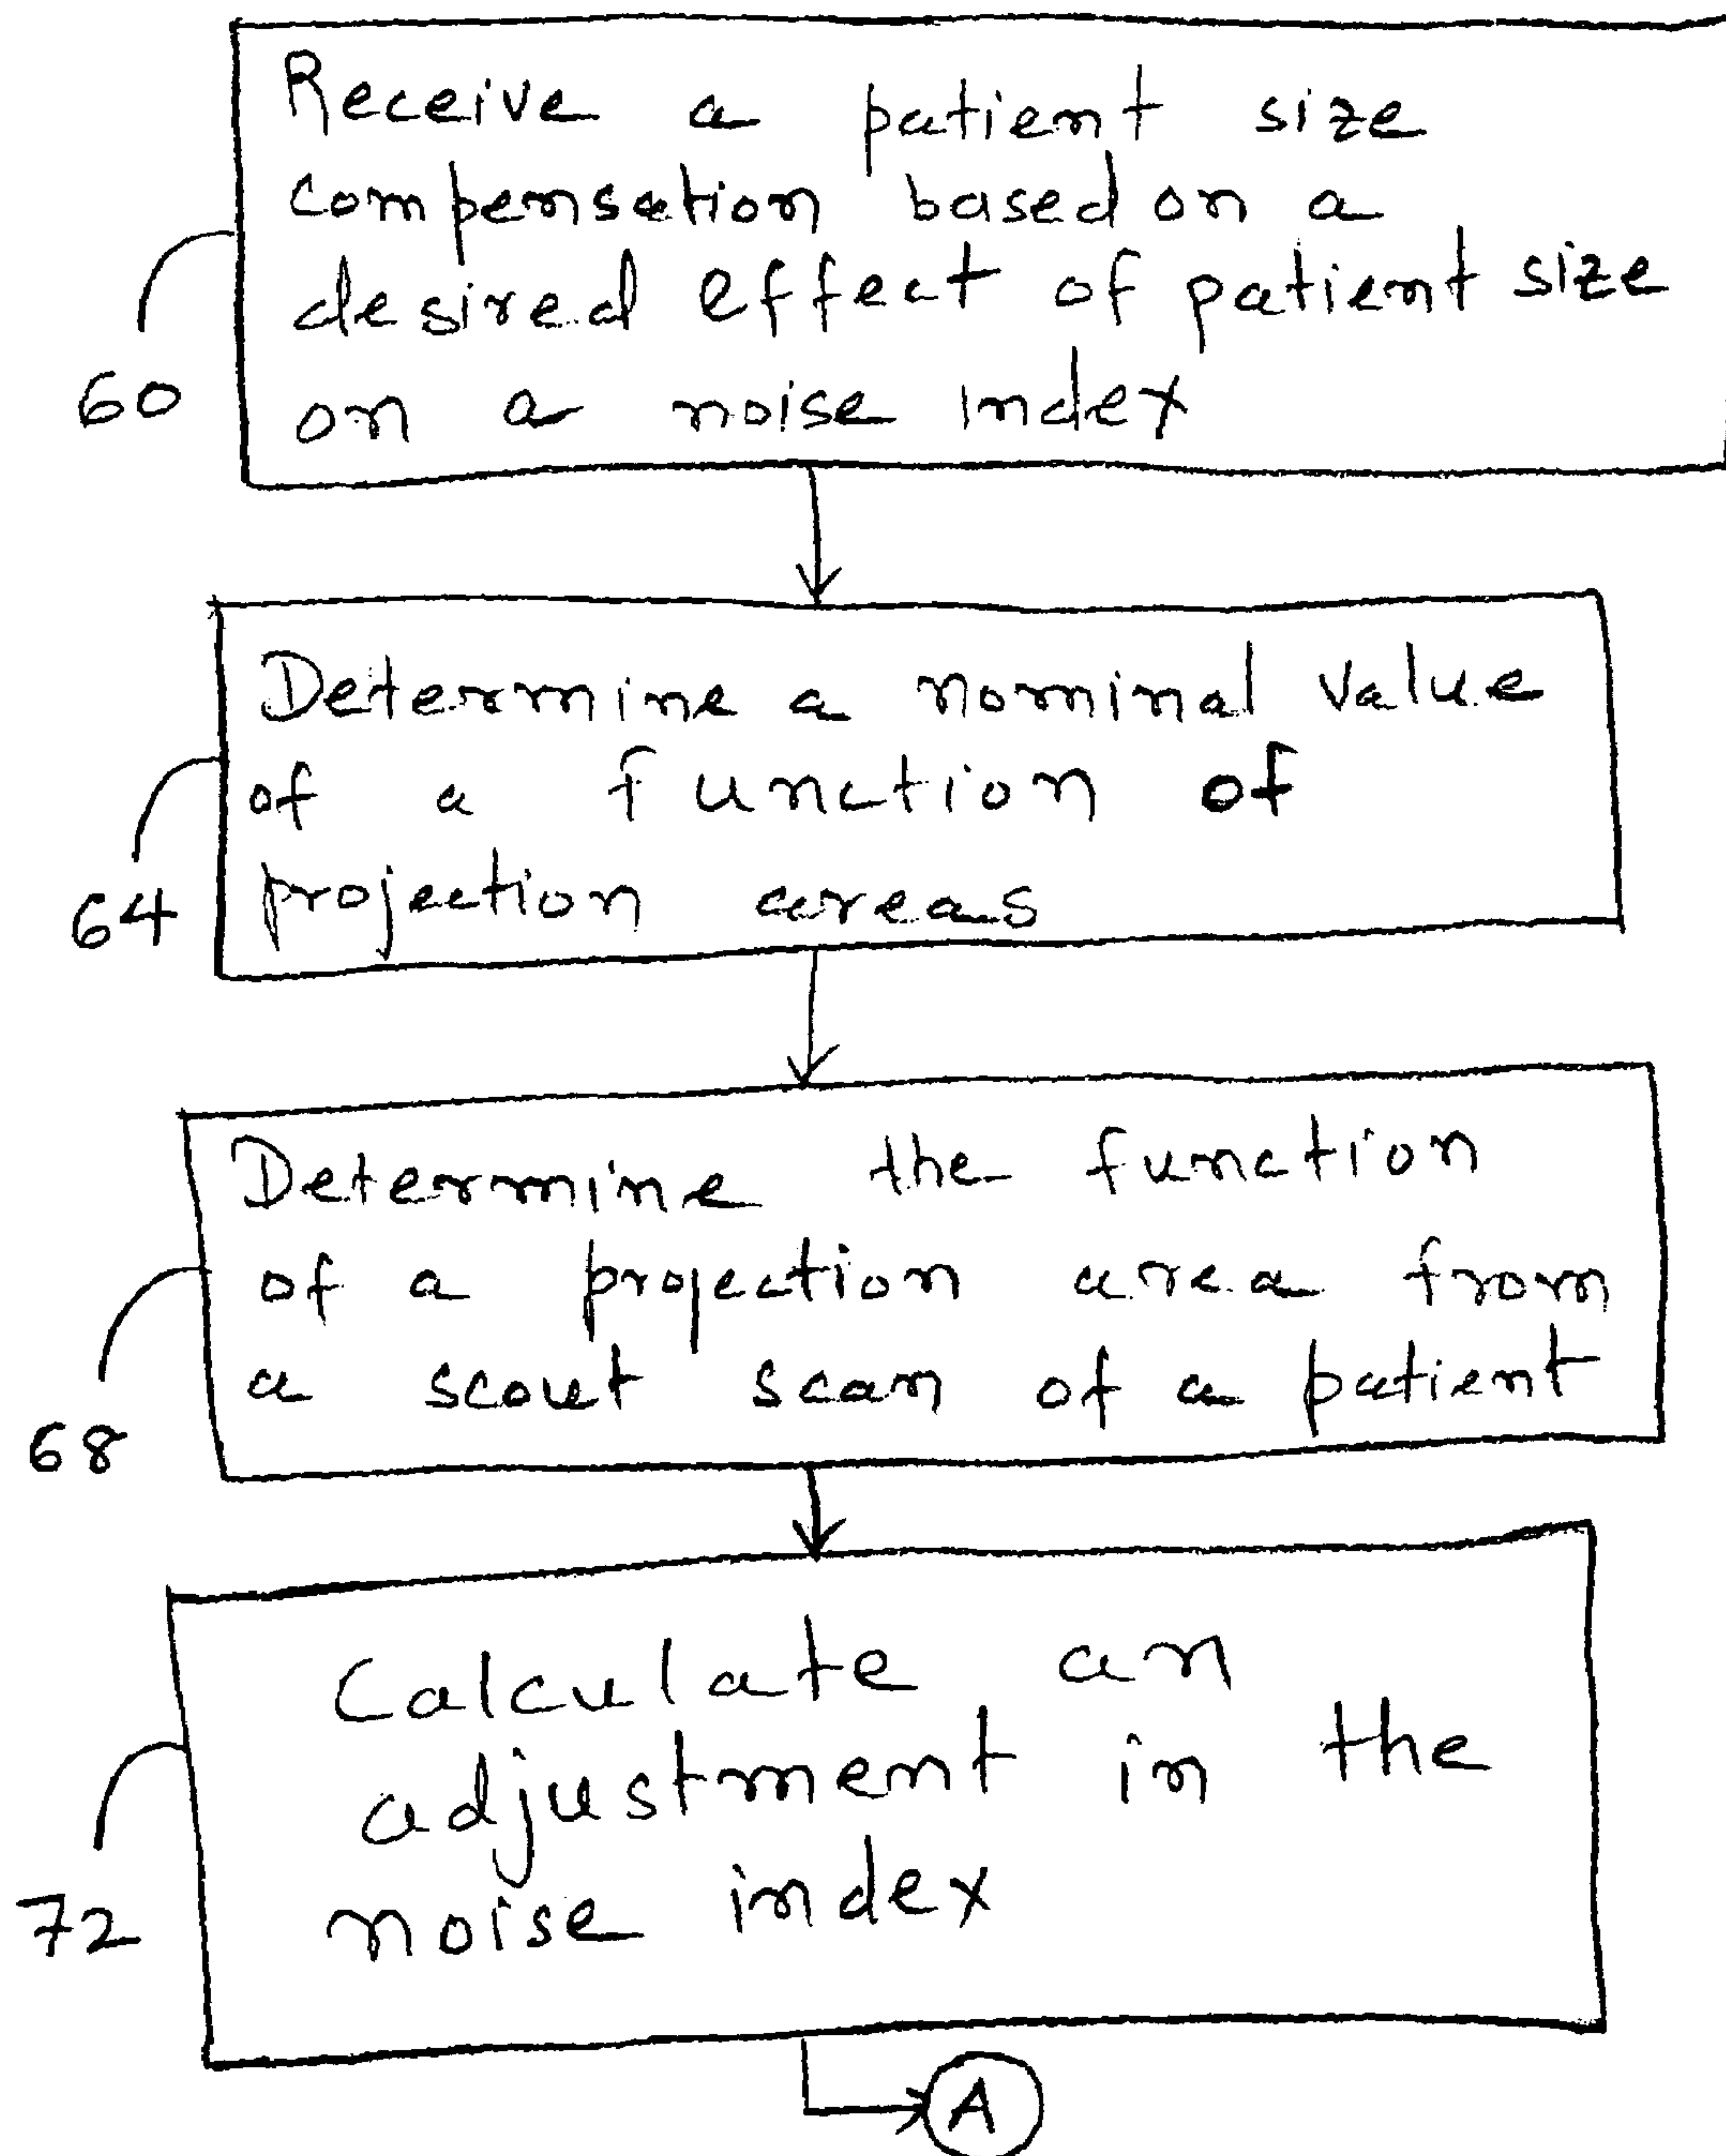 Receive a patient size
compensation based on a
desired effect of patient size
on a noise index
60
Determine a nominal value
of a function of
projection areas
64
Determine the function
of a projection area from
a scout scan of a patient
68
Calculate an
adjustment in the
noise index
72
A